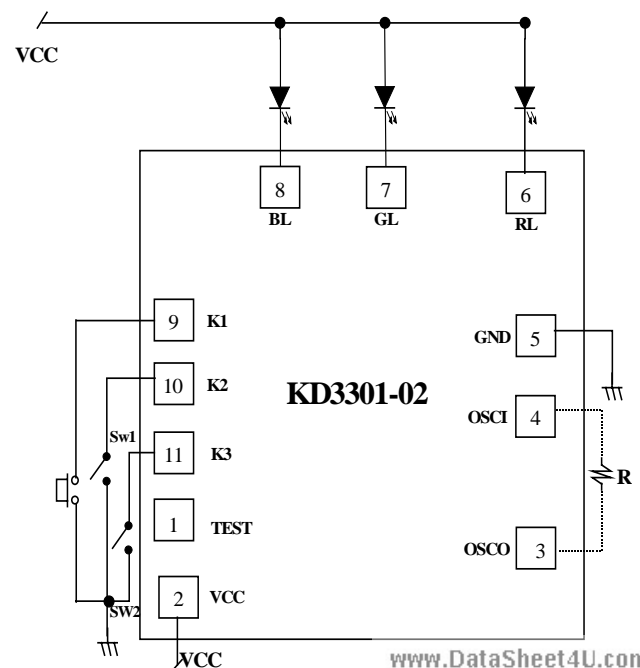 VCC
8
7
6
BL
GL
RL
9
K1
GND
5
10
K2
KD3301-02
OSCI
4
Sw1
11
K3
R
1
TEST
OSCO
3
2
VCC
SW2
VCC
www.DataSheet4U.com